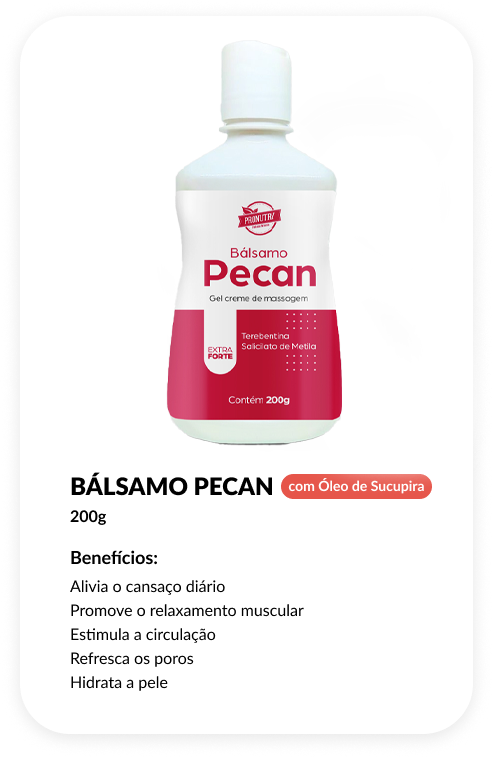 PRONUTRI
Bálsamo
Pecan
Gel creme de massagem
EXTRA
FORTE
Terebentina
Salicilato de Metila
Contém 200g
BÁLSAMO PECAN com Óleo de Sucupira
200g
Benefícios:
Alivia o cansaço diário
Promove o relaxamento muscular
Estimula a circulação
Refresca os poros
Hidrata a pele